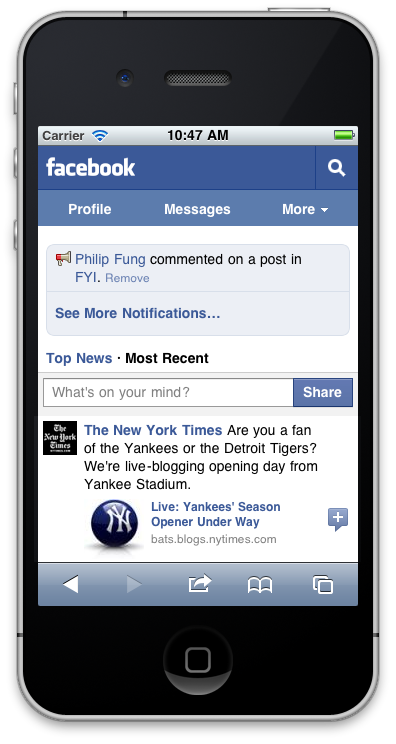 Carrier 10:47 AM
facebook
Profile Messages More
Philip Fung commented on a post in
FYI. Remove
See More Notifications...
Top News · Most Recent
What's on your mind? Share
The
New York
Times
NYTIMES.COM
The New York Times Are you a fan
of the Yankees or the Detroit Tigers?
We're live-blogging opening day from
Yankee Stadium.
NY
Live: Yankees' Season
Opener Under Way
bats.blogs.nytimes.com